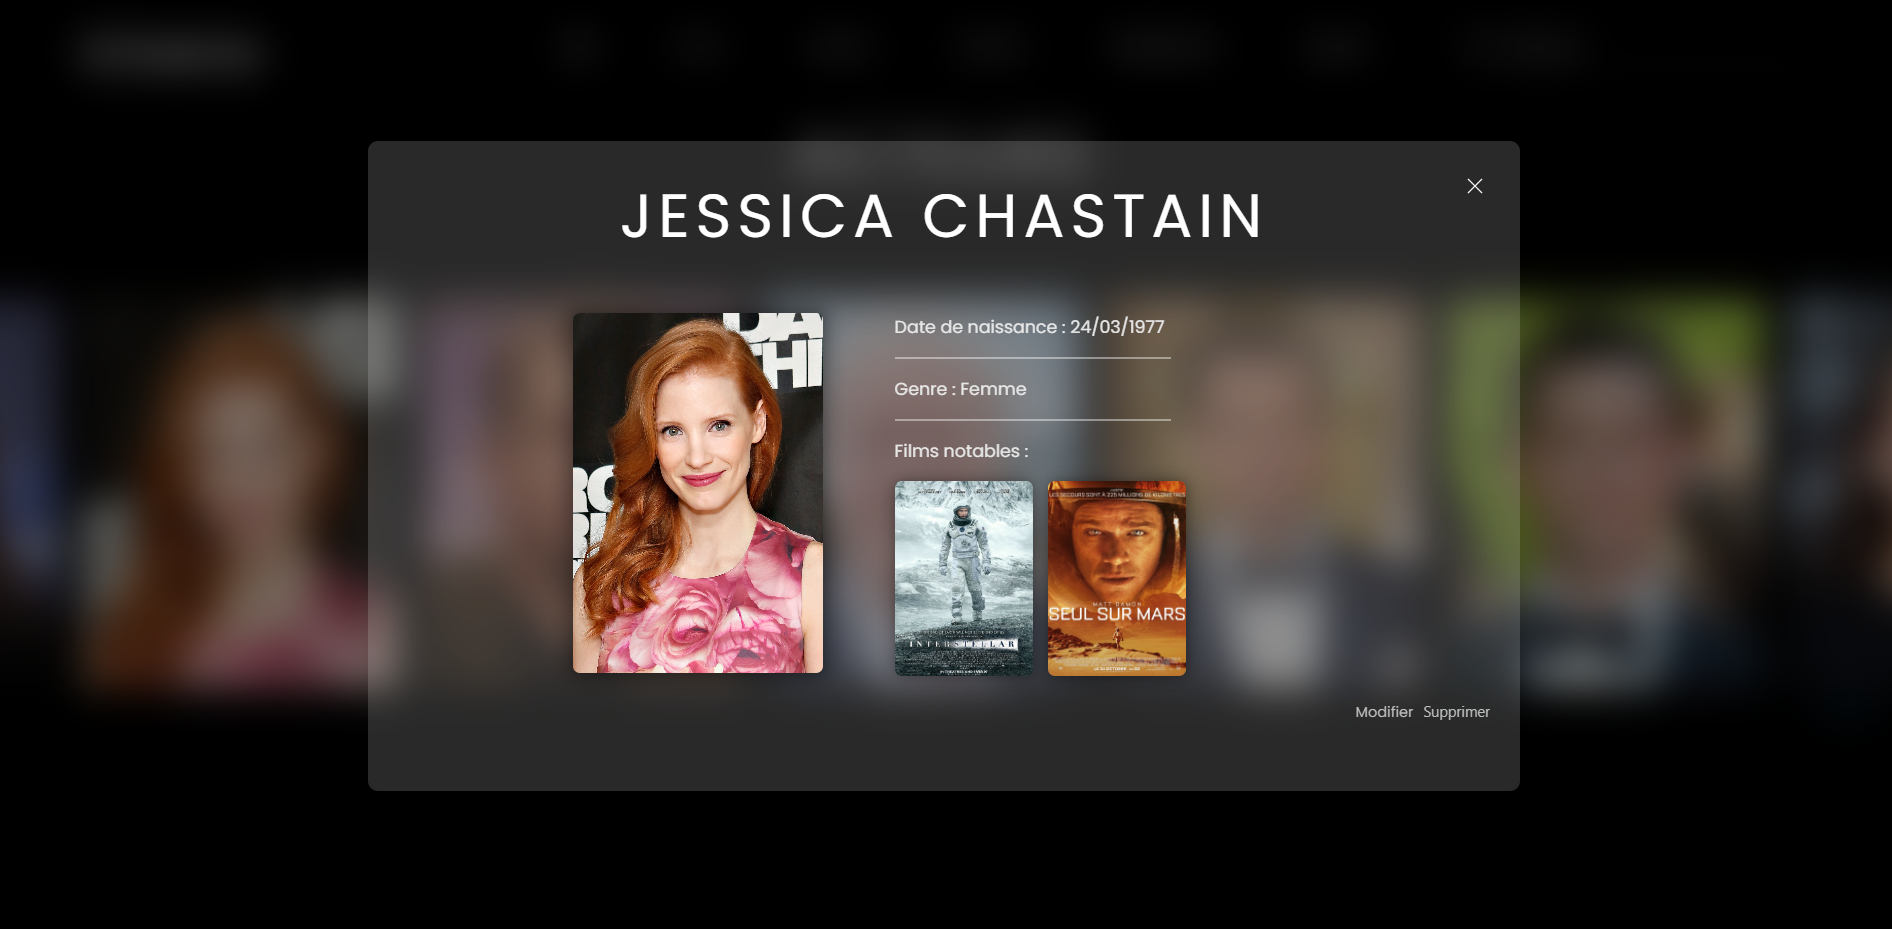 JESSICA CHASTAIN
Date de naissance : 24/03/1977
Genre : Femme
Films notables :
INTERSTELLAR
LES SECOURS SONT À 225 MILLIONS DE KILOMÈTRES
MATT DAMON
SEUL SUR MARS
Modifier Supprimer